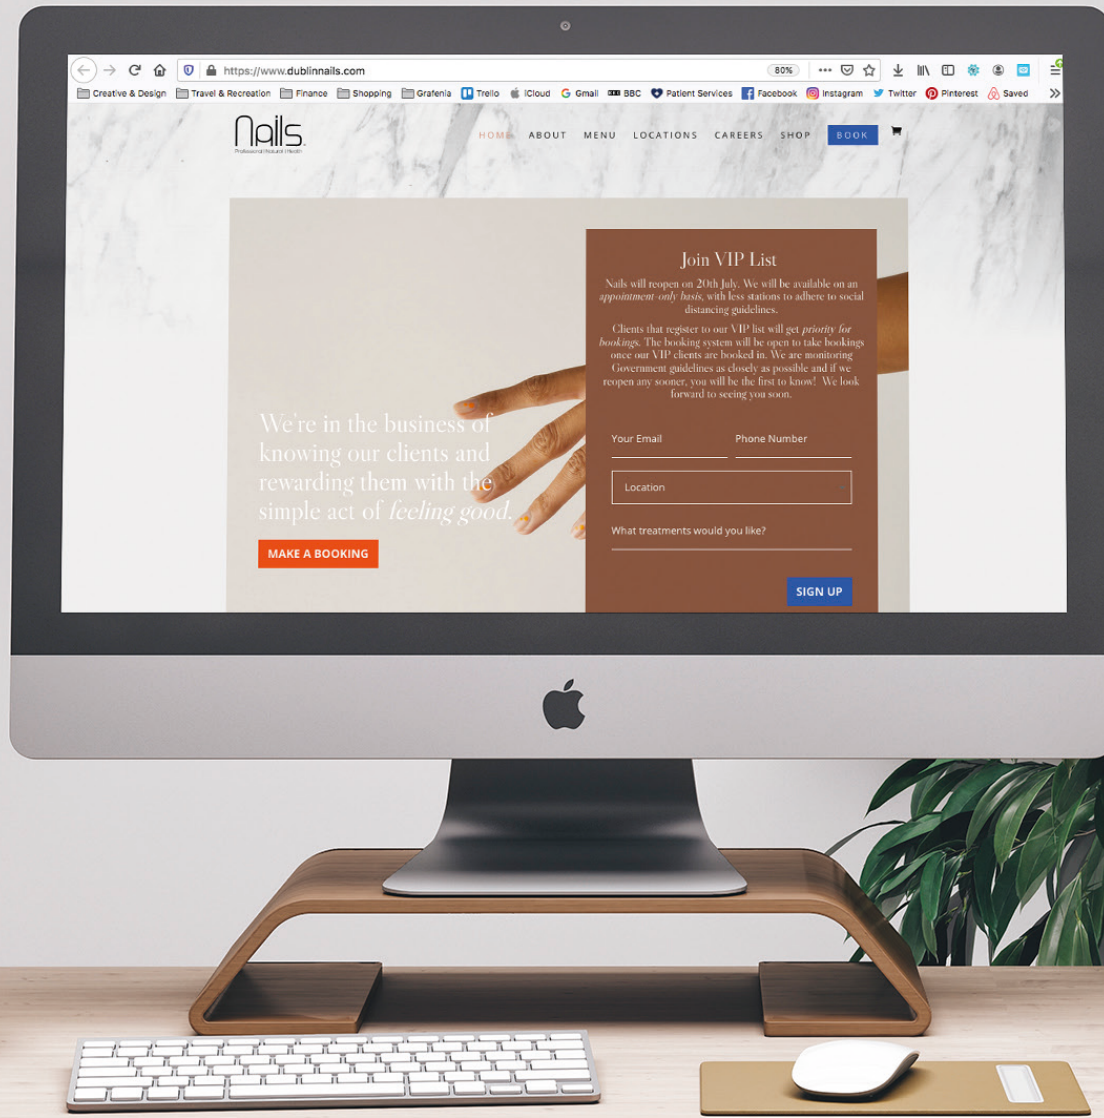 https://www.dublinnails.com
80%
Creative & Design Travel & Recreation Finance Shopping Grafenia Trello iCloud Gmail BBC Patient Services Facebook Instagram Twitter Pinterest Saved
Nails
Professional | Natural | Health
HOME ABOUT MENU LOCATIONS CAREERS SHOP BOOK
We're in the business of
knowing our clients and
rewarding them with the
simple act of feeling good.
MAKE A BOOKING
Join VIP List
Nails will reopen on 20th July. We will be available on an
appointment-only basis, with less stations to adhere to social
distancing guidelines.
Clients that register to our VIP list will get priority for
bookings. The booking system will be open to take bookings
once our VIP clients are booked in. We are monitoring
Government guidelines as closely as possible and if we
reopen any sooner, you will be the first to know! We look
forward to seeing you soon.
Your Email Phone Number
Location
What treatments would you like?
SIGN UP